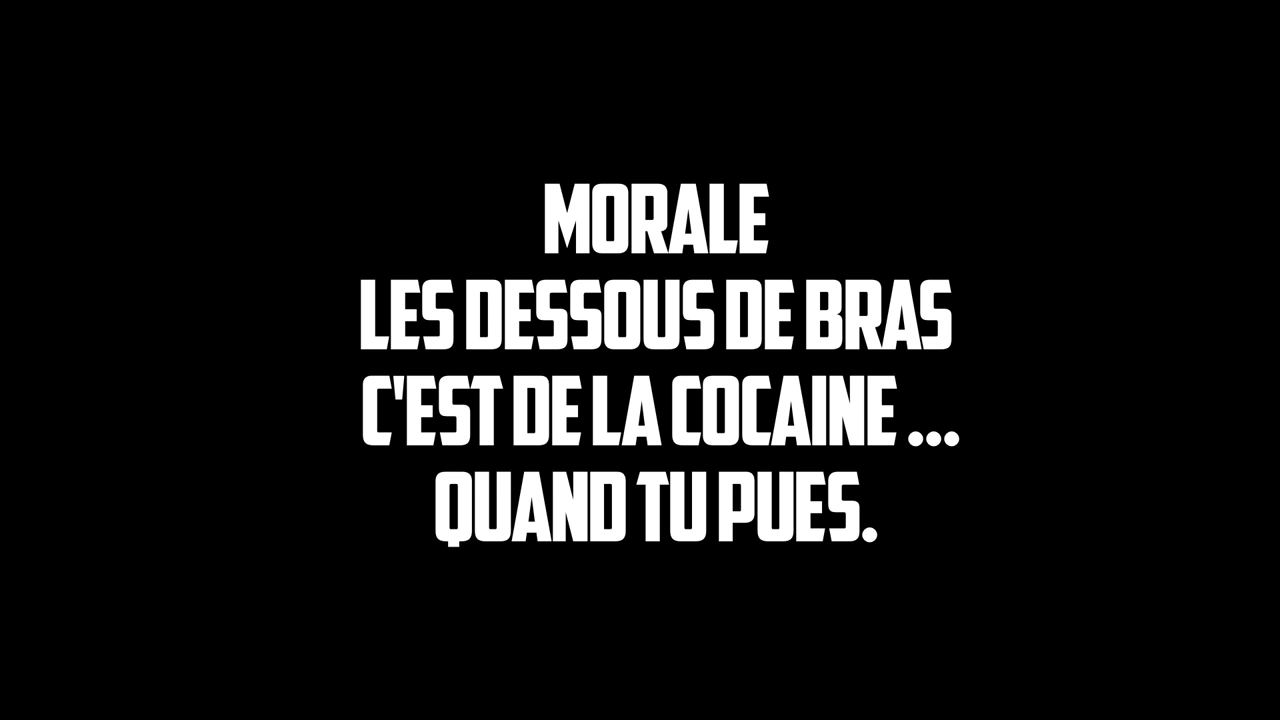 MORALE
LES DESSOUS DE BRAS
C'EST DE LA COCAINE ...
QUAND TU PUES.